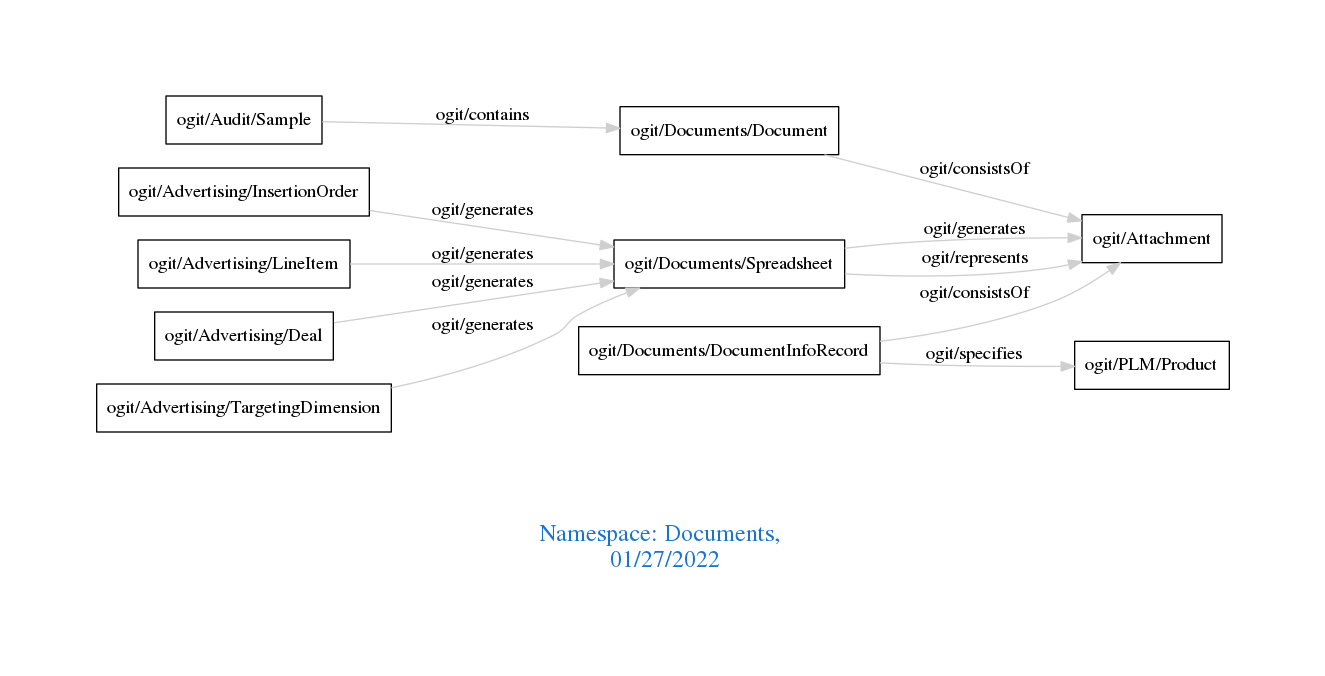 ogit/Audit/Sample
ogit/contains
ogit/Documents/Document
ogit/consistsOf
ogit/Advertising/InsertionOrder
ogit/generates
ogit/generates
ogit/Attachment
ogit/Advertising/LineItem
ogit/generates
ogit/Documents/Spreadsheet
ogit/represents
ogit/generates
ogit/consistsOf
ogit/Advertising/Deal
ogit/generates
ogit/Documents/DocumentInfoRecord
ogit/specifies
ogit/PLM/Product
ogit/Advertising/TargetingDimension
Namespace: Documents,
01/27/2022